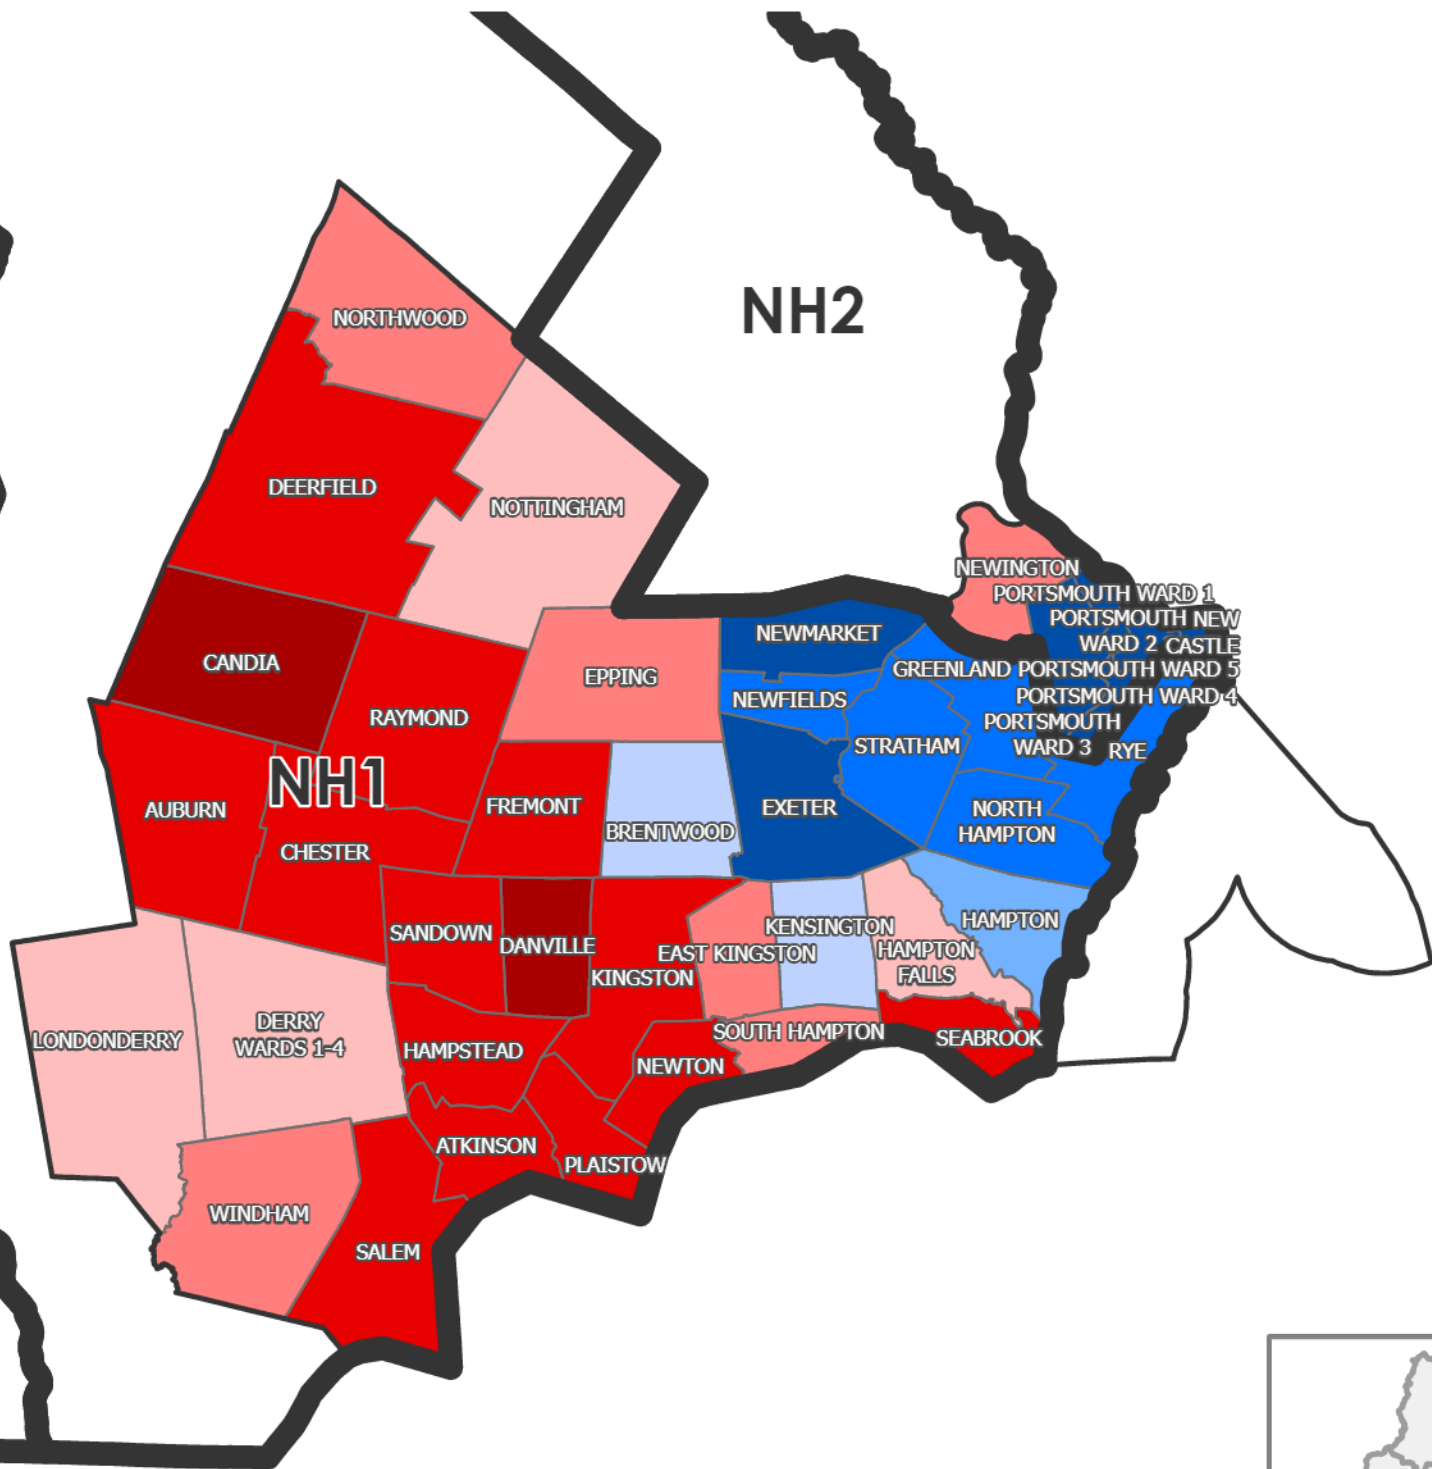 NH2
NORTHWOOD
DEERFIELD
NOTTINGHAM
NEWINGTON
PORTSMOUTH WARD 1
PORTSMOUTH
WARD 2
NEW
CASTLE
NEWMARKET
CANDIA
EPPING
GREENLAND
PORTSMOUTH WARD 5
PORTSMOUTH WARD 4
NEWFIELDS
RAYMOND
PORTSMOUTH
WARD 3
STRATHAM
RYE
NH1
AUBURN
FREMONT
EXETER
NORTH
HAMPTON
BRENTWOOD
CHESTER
HAMPTON
KENSINGTON
SANDOWN
DANVILLE
EAST KINGSTON
HAMPTON
FALLS
KINGSTON
DERRY
WARDS 1-4
LONDONDERRY
SOUTH HAMPTON
SEABROOK
HAMPSTEAD
NEWTON
ATKINSON
PLAISTOW
WINDHAM
SALEM